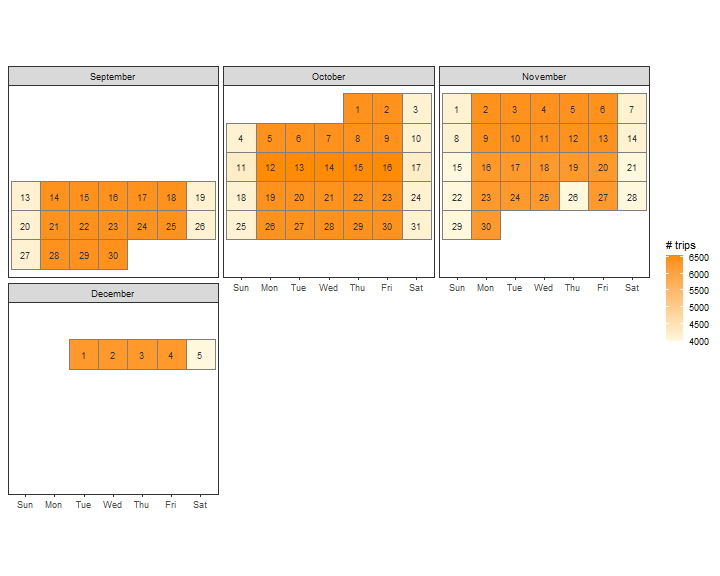 September October November
1 2 3 1 2 3 4 5 6 7
4 5 6 7 8 9 10 8 9 10 11 12 13 14
11 12 13 14 15 16 17 15 16 17 18 19 20 21
13 14 15 16 17 18 19 18 19 20 21 22 23 24 22 23 24 25 26 27 28
20 21 22 23 24 25 26 25 26 27 28 29 30 31 29 30
27 28 29 30
# trips
6500
6000
5500
5000
4500
4000
Sun Mon Tue Wed Thu Fri Sat Sun Mon Tue Wed Thu Fri Sat
December
1 2 3 4 5
Sun Mon Tue Wed Thu Fri Sat